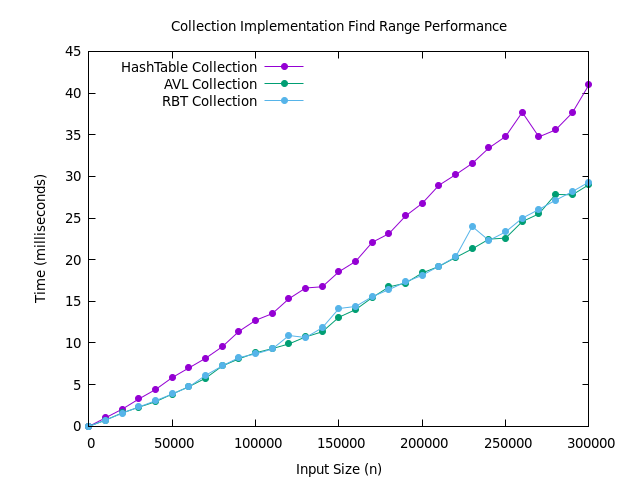 Collection Implementation Find Range Performance
HashTable Collection
AVL Collection
RBT Collection
45
40
35
30
25
20
15
10
5
0
Time (milliseconds)
0 50000 100000 150000 200000 250000 300000
Input Size (n)